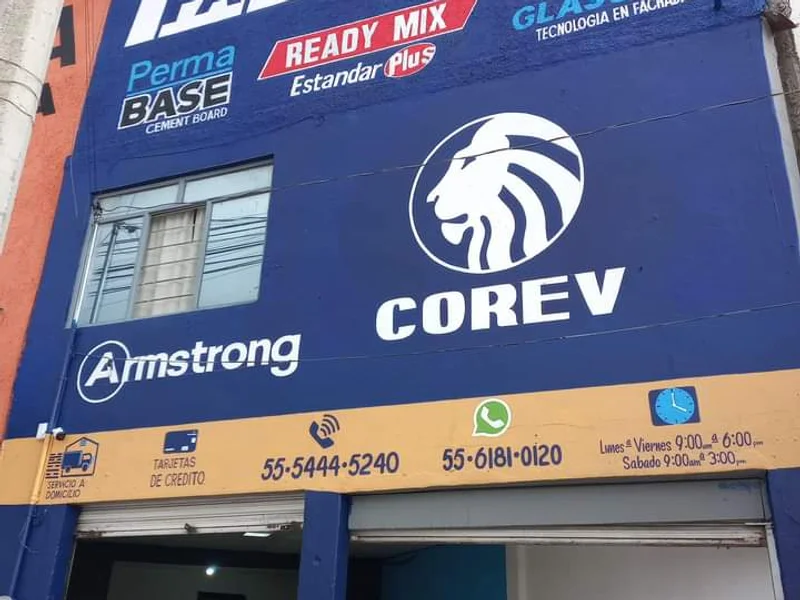 Perma
BASE
CEMENT BOARD
READY MIX
Estandar Plus
TECNOLOGIA EN
COREV
Armstrong
SERVICIO A
DOMICILIO
TARJETAS
DE CREDITO
55·5444·5240
55·6181·0120
Lunes a Viernes 9:00am a 6:00pm
Sabado 9:00am a 3:00pm